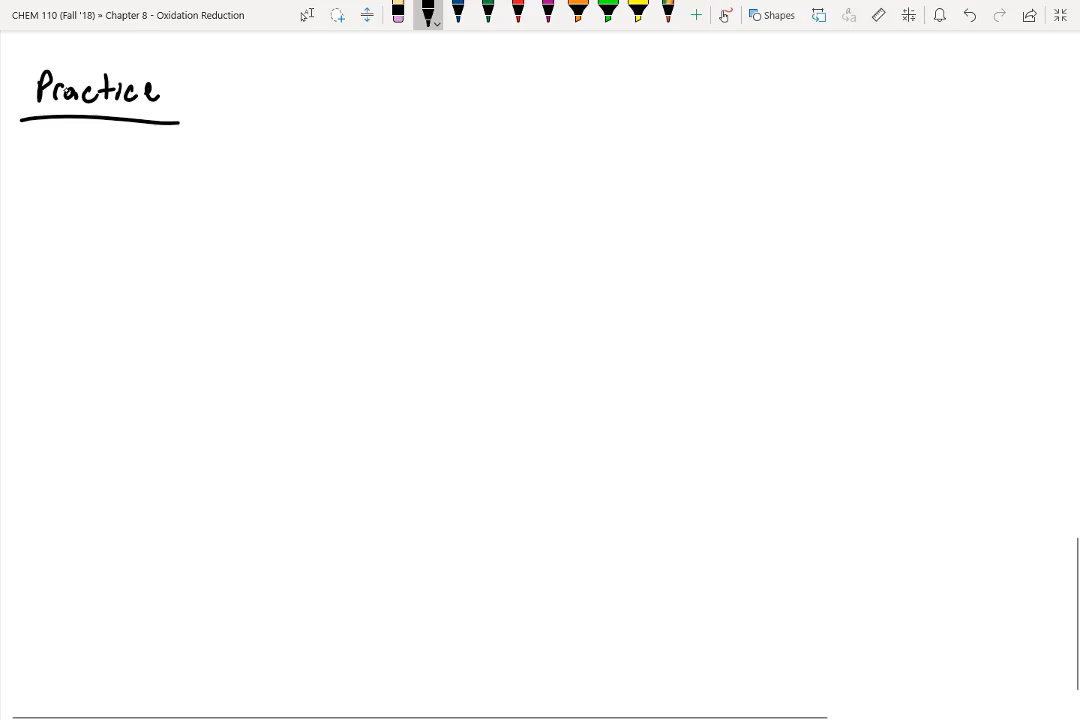 CHEM 110 (Fall '18) » Chapter 8 - Oxidation Reduction
Shapes
Practice